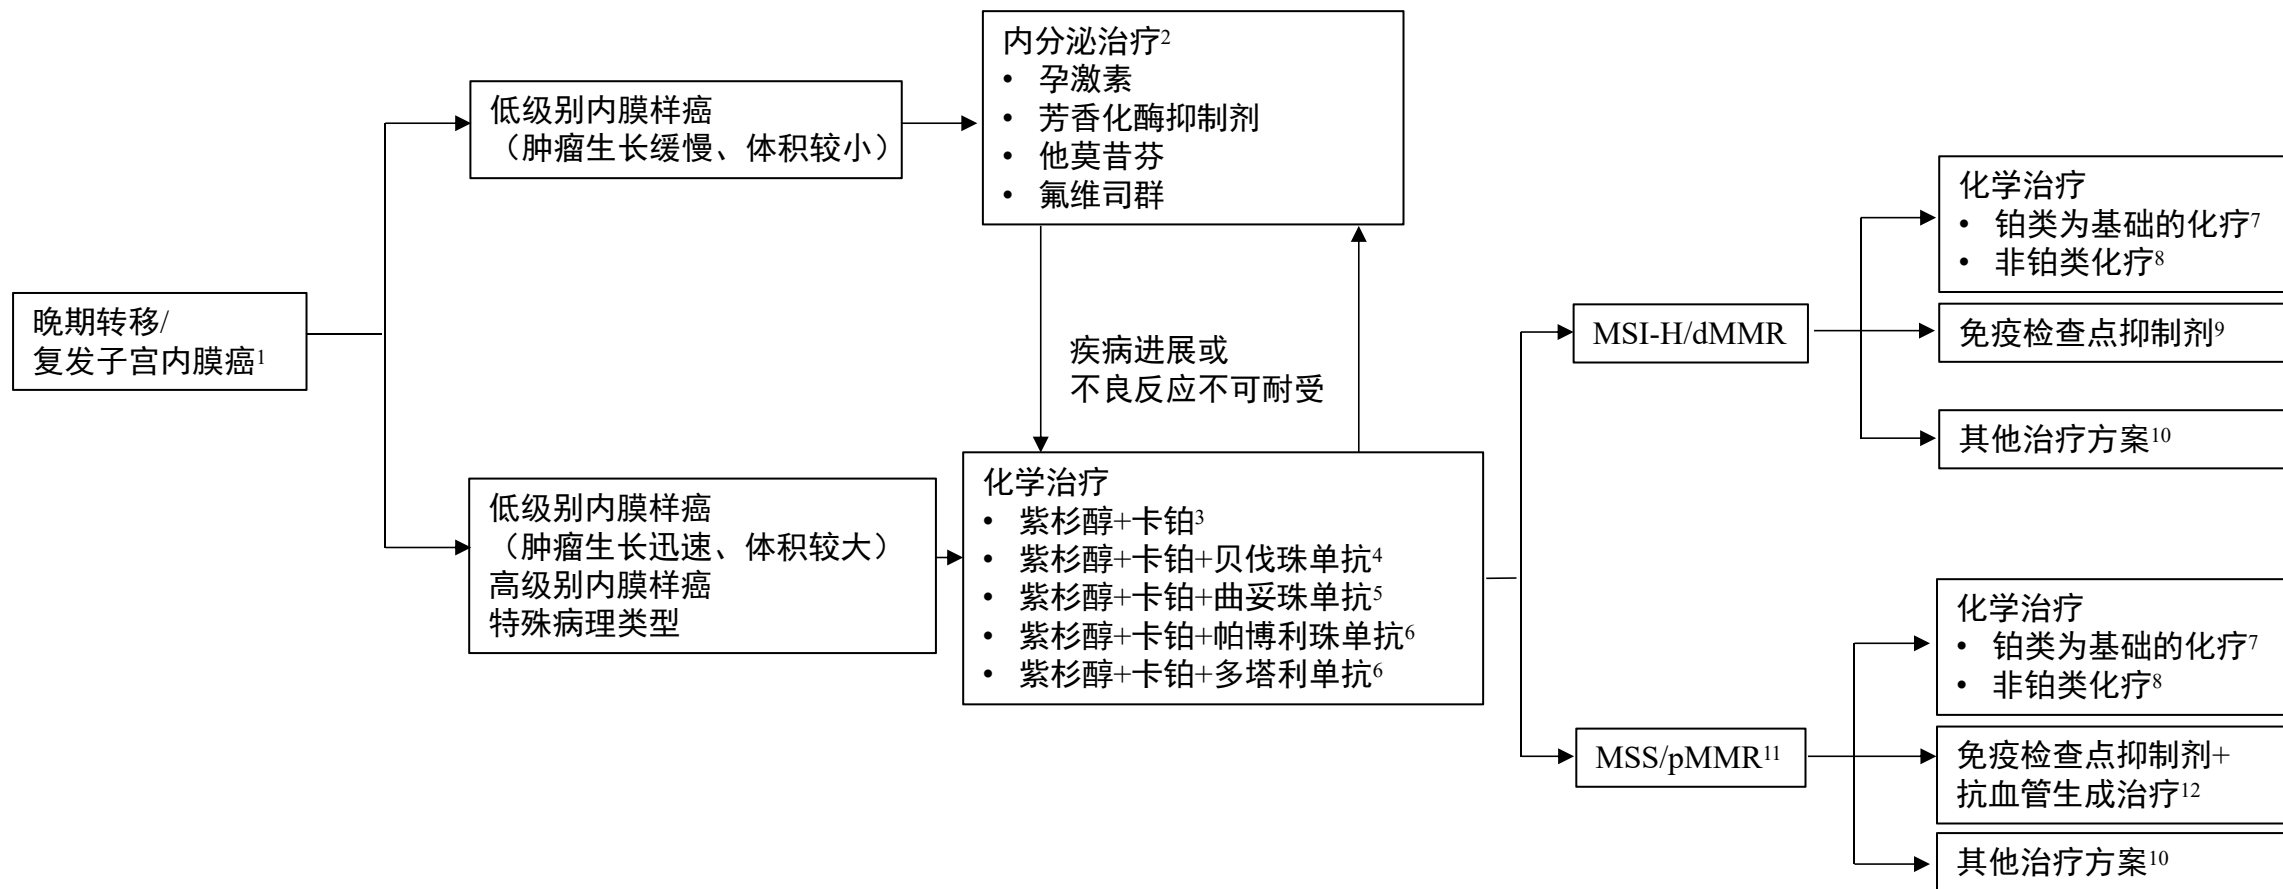 晚期转移/
复发子宫内膜癌1
低级别内膜样癌
（肿瘤生长缓慢、体积较小）
内分泌治疗2
• 孕激素
• 芳香化酶抑制剂
• 他莫昔芬
• 氟维司群
疾病进展或
不良反应不可耐受
低级别内膜样癌
（肿瘤生长迅速、体积较大）
高级别内膜样癌
特殊病理类型
化学治疗
• 紫杉醇+卡铂3
• 紫杉醇+卡铂+贝伐珠单抗4
• 紫杉醇+卡铂+曲妥珠单抗5
• 紫杉醇+卡铂+帕博利珠单抗6
• 紫杉醇+卡铂+多塔利单抗6
MSI-H/dMMR
化学治疗
• 铂类为基础的化疗7
• 非铂类化疗8
免疫检查点抑制剂9
其他治疗方案10
MSS/pMMR11
化学治疗
• 铂类为基础的化疗7
• 非铂类化疗8
免疫检查点抑制剂+
抗血管生成治疗12
其他治疗方案10